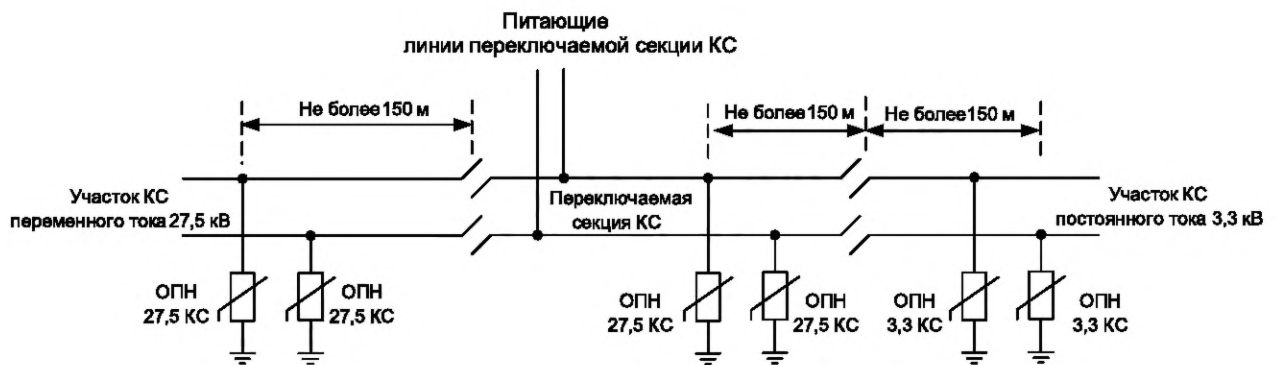 Питающие
линии переключаемой секции КС
Не более 150 м
Не более 150 м
Не более 150 м
Участок КС
переменного тока 27,5 кВ
Переключаемая
секция КС
Участок КС
постоянного тока 3,3 кВ
ОПН
27,5 КС
ОПН
27,5 КС
ОПН
27,5 КС
ОПН
27,5 КС
ОПН
3,3 КС
ОПН
3,3 КС